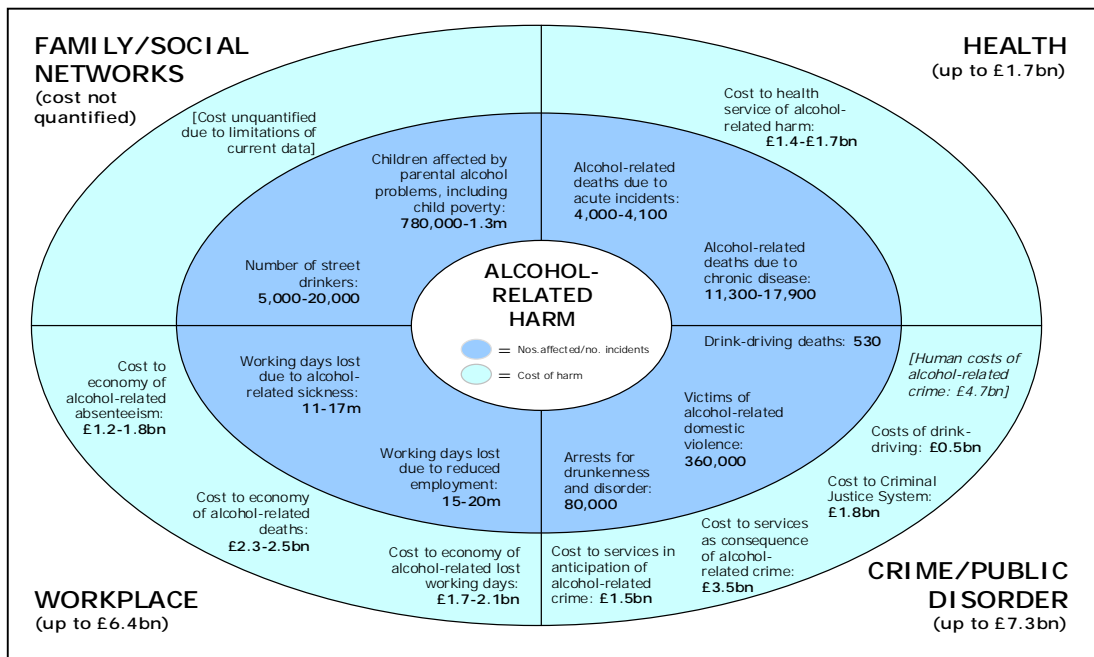 FAMILY/SOCIAL
NETWORKS
(cost not
quantified)
HEALTH
(up to £1.7bn)
[Cost unquantified
due to limitations of
current data]
Cost to health
service of alcohol-
related harm:
£1.4-£1.7bn
Children affected by
parental alcohol
problems, including
child poverty:
780,000-1.3m
Alcohol-related
deaths due to
acute incidents:
4,000-4,100
Number of street
drinkers:
5,000-20,000
Alcohol-related
deaths due to
chronic disease:
11,300-17,900
ALCOHOL-
RELATED
HARM
= Nos.affected/no. incidents
= Cost of harm
Cost to
economy of
alcohol-related
absenteeism:
£1.2-1.8bn
Working days lost
due to alcohol-
related sickness:
11-17m
Working days lost
due to reduced
employment:
15-20m
Cost to economy
of alcohol-related
deaths:
£2.3-2.5bn
Cost to economy of
alcohol-related lost
working days:
£1.7-2.1bn
Drink-driving deaths: 530
Victims of
alcohol-related
domestic
violence:
360,000
Arrests for
drunkenness
and disorder:
80,000
[Human costs of
alcohol-related
crime: £4.7n]
Costs of drink-
driving: £0.5n
Cost to Criminal
Justice System:
£1.8bn
Cost to services
as consequence
of alcohol-
related crime:
£3.5bn
Cost to services in
anticipation of
alcohol-related
crime: £1.5bn
WORKPLACE
(up to £6.4bn)
CRIME/PUBLIC
DISORDER
(up to £7.3bn)